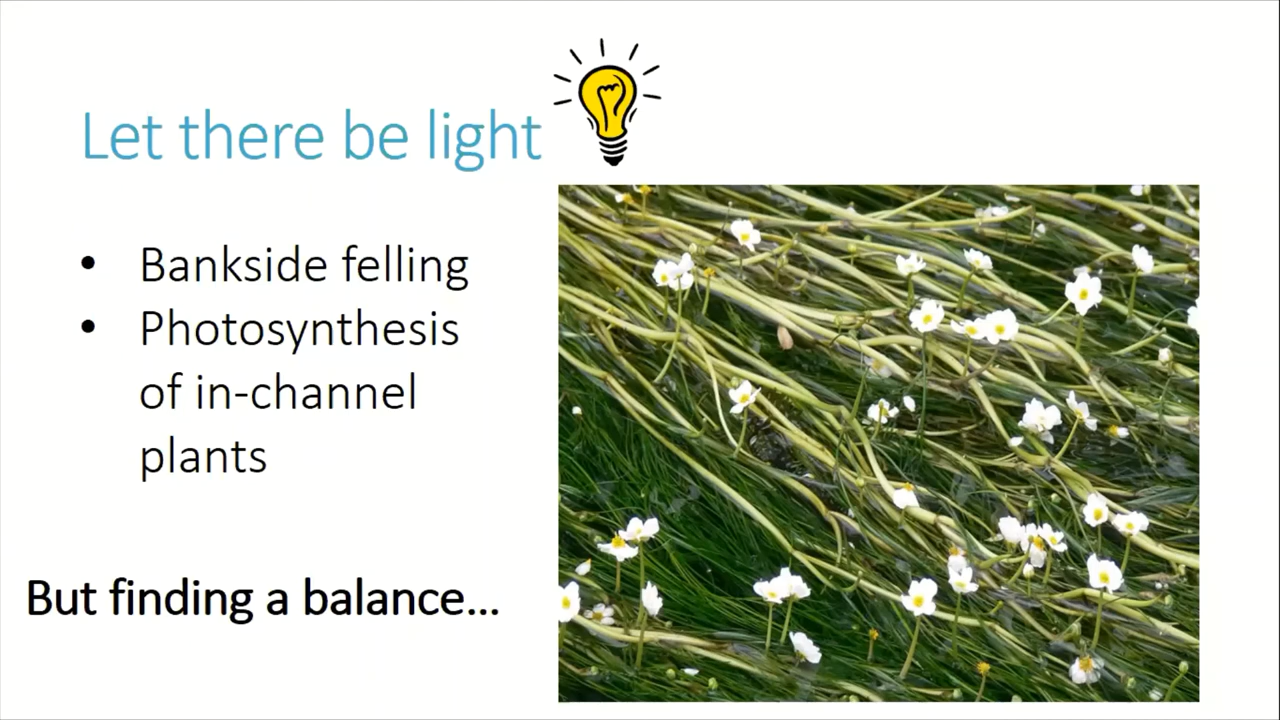 Let there be light
• Bankside felling
• Photosynthesis
of in-channel
plants
But finding a balance...